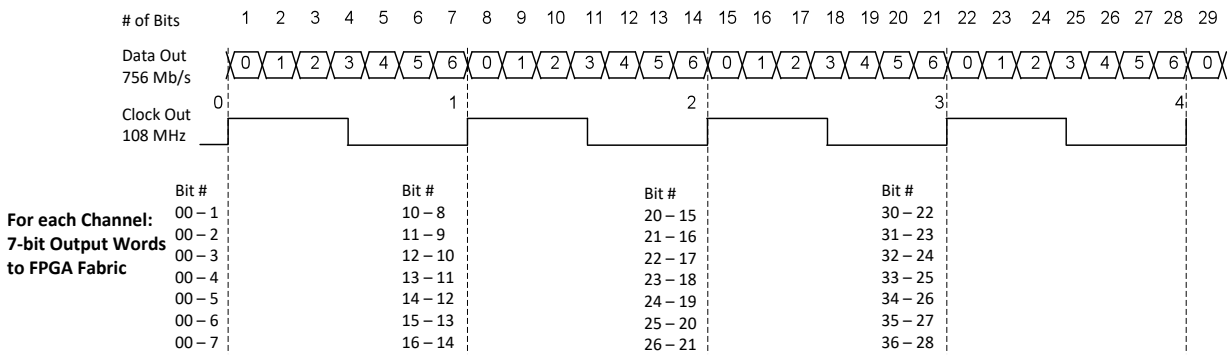 # of Bits 1 2 3 4 5 6 7 8 9 10 11 12 13 14 15 16 17 18 19 20 21 22 23 24 25 26 27 28 29
Data Out
756 Mb/s
0 1 2 3 4 5 6 0 1 2 3 4 5 6 0 1 2 3 4 5 6 0 1 2 3 4 5 6 0
0 1 2 3 4
Clock Out
108 MHz
For each Channel:
7-bit Output Words
to FPGA Fabric
Bit #
00 – 1
00 – 2
00 – 3
00 – 4
00 – 5
00 – 6
00 – 7
Bit #
10 – 8
11 – 9
12 – 10
13 – 11
14 – 12
15 – 13
16 – 14
Bit #
20 – 15
21 – 16
22 – 17
23 – 18
24 – 19
25 – 20
26 – 21
Bit #
30 – 22
31 – 23
32 – 24
33 – 25
34 – 26
35 – 27
36 – 28